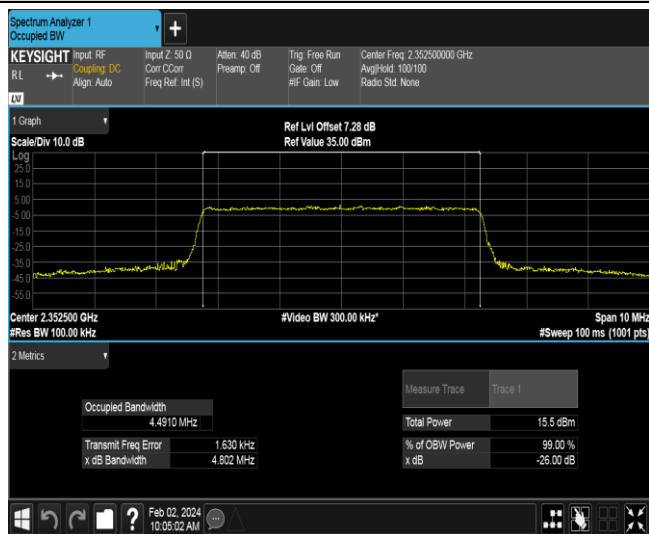 Spectrum Analyzer 1
Occupied BW
+
KEYSIGHT Input: RF Input Z: 50 Ω Atten: 40 dB Trig: Free Run Center Freq: 2.352500000 GHz
RL Coupling: DC Corr CCorr Preamp: Off Gate: Off Avg|Hold: 100/100
Align: Auto Freq Ref: Int (S) #IF Gain: Low Radio Std: None
LXI
1 Graph
Ref Lvl Offset 7.28 dB
Scale/Div 10.0 dB Ref Value 35.00 dBm
Log
25.0
15.0
5.00
-5.00
-15.0
-25.0
-35.0
-45.0
-55.0
Center 2.352500 GHz #Video BW 300.00 kHz* Span 10 MHz
#Res BW 100.00 kHz #Sweep 100 ms (1001 pts)
2 Metrics
Measure Trace Trace 1
Occupied Bandwidth
4.4910 MHz Total Power 15.5 dBm
Transmit Freq Error 1.630 kHz % of OBW Power 99.00 %
x dB Bandwidth 4.802 MHz x dB -26.00 dB
? Feb 02, 2024
10:05:02 AM